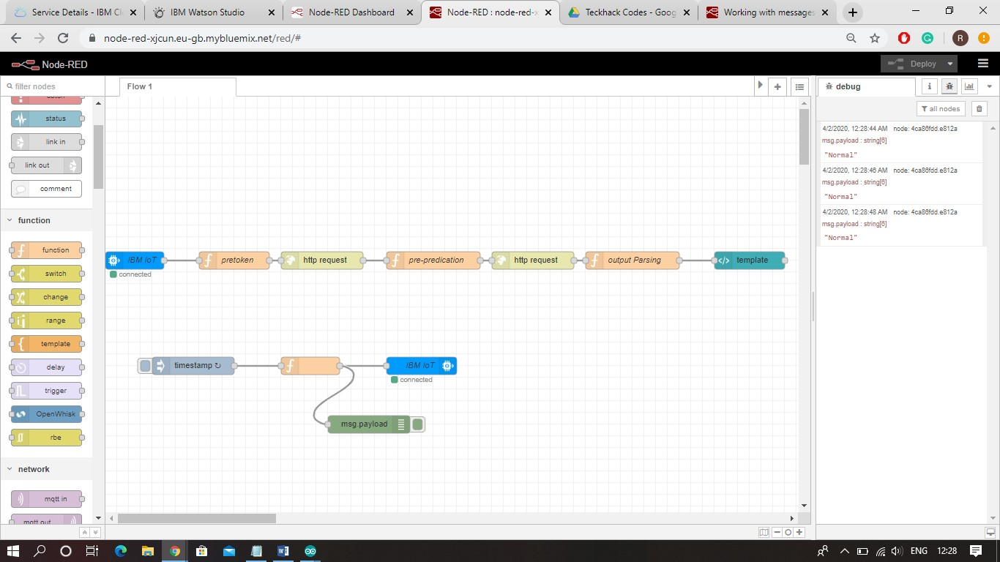 Service Details - IBM Cl
IBM Watson Studio
Node-RED Dashboard
Node-RED : node-red-x
Teckhack Codes - Goog
Working with messages
node-red-xjcun.eu-gb.mybluemix.net/red/#
R
Node-RED
Deploy
filter nodes
Flow 1
debug
all nodes
status
link in
link out
comment
function
function
switch
change
range
template
delay
trigger
OpenWhisk
rbe
network
mqtt in
mqtt out
IBM IoT
connected
pretoken
http request
pre-predication
http request
output Parsing
template
timestamp ↻
IBM IoT
connected
msg.payload
4/2/2020, 12:28:44 AM node: 4ca86fdd.e812a
msg.payload : string[6]
"Normal"
4/2/2020, 12:28:46 AM node: 4ca86fdd.e812a
msg.payload : string[6]
"Normal"
4/2/2020, 12:28:48 AM node: 4ca86fdd.e812a
msg.payload : string[6]
"Normal"
ENG
12:28